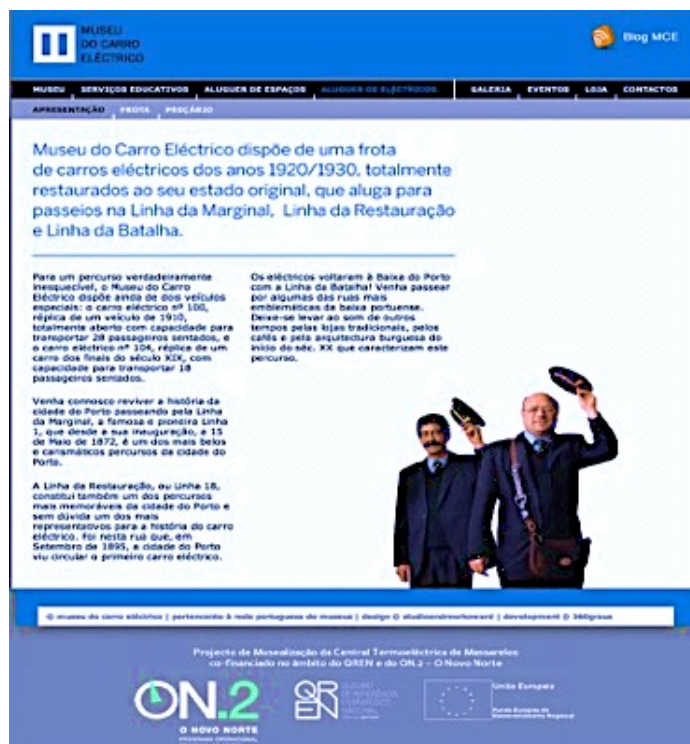 MUSEU
DO CARRO
ELÉCTRICO
Blog MCE
MUSEU SERVIÇOS EDUCATIVOS ALUGUER DE ESPAÇOS ALUGUER DE ELÉCTRICOS GALERIA EVENTOS LOJA CONTACTOS
APRESENTAÇÃO FROTA PREÇÁRIO
Museu do Carro Eléctrico dispõe de uma frota
de carros eléctricos dos anos 1920/1930, totalmente
restaurados ao seu estado original, que aluga para
passeios na Linha da Marginal, Linha da Restauração
e Linha da Batalha.
Para um percurso verdadeiramente
inesquecível, o Museu do Carro
Eléctrico dispõe ainda de dois veículos
especiais: o carro eléctrico nº 100,
réplica de um veículo de 1910,
totalmente aberto com capacidade para
transportar 28 passageiros sentados, e
o carro eléctrico nº 104, réplica de um
carro dos finais do século XIX, com
capacidade para transportar 18
passageiros sentados.
Venha connosco reviver a história da
cidade do Porto passeando pela Linha
da Marginal, a famosa e pioneira Linha
1, que desde a sua inauguração, a 15
de Maio de 1872, é um dos mais belos
e carismáticos percursos da cidade do
Porto.
A Linha da Restauração, ou Linha 18,
constitui também um dos percursos
mais memoráveis da cidade do Porto e
sem dúvida um dos mais
representativos para a história do carro
eléctrico. Foi nesta rua que, em
Setembro de 1895, a cidade do Porto
viu circular o primeiro carro eléctrico.
Os eléctricos voltaram à Baixa do Porto
com a Linha da Batalha! Venha passear
por algumas das ruas mais
emblemáticas da baixa portuense.
Deixe-se levar ao som de outros
tempos pelas lojas tradicionais, pelos
cafés e pela arquitectura burguesa do
início do séc. XX que caracterizam este
percurso.
© museu do carro eléctrico | pertencente à rede portuguesa de museus | design © studioandrewhoward | development © 360graus
Projecto de Musealização da Central Termoeléctrica de Massarelos
co-financiado no âmbito do QREN e do ON.2 – O Novo Norte
ON.2
O NOVO NORTE
PROGRAMA OPERACIONAL
QREN
QUADRO
DE REFERÊNCIA
ESTRATÉGICO
NACIONAL
União Europeia
Fundo Europeu de
Desenvolvimento Regional